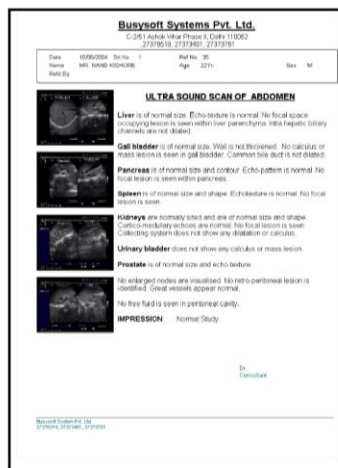 Busysoft Systems Pvt. Ltd.
C-2/51 Ashok Vihar Phase II, Delhi 110062
27378519, 27373401, 27373781
Date 16/06/2004 Srl No. 1 Ref No. 35
Name MR. NAND KISHORE Age 22Yr. Sex M
Refd By
ULTRA SOUND SCAN OF ABDOMEN
Liver is of normal size. Echo-texture is normal. No focal space
occupying lesion is seen within liver parenchyma. Intra hepatic biliary
channels are not dilated.
Gall bladder is of normal size. Wall is not thickened. No calculus or
mass lesion is seen in gall bladder. Common bile duct is not dilated.
Pancreas is of normal size and contour. Echo-pattern is normal. No
focal lesion is seen within pancreas.
Spleen is of normal size and shape. Echotexture is normal. No focal
lesion is seen.
Kidneys are normally sited and are of normal size and shape.
Cortico-medullary echoes are normal. No focal lesion is seen.
Collecting system does not show any dilatation or calculus.
Urinary bladder does not show any calculus or mass lesion.
Prostate is of normal size and echo-texture.
No enlarged nodes are visualised. No retro-peritoneal lesion is
identified. Great vessels appear normal.
No free fluid is seen in peritoneal cavity.
IMPRESSION : Normal Study.
Dr.
Consultant
Busysoft System Pvt. Ltd.